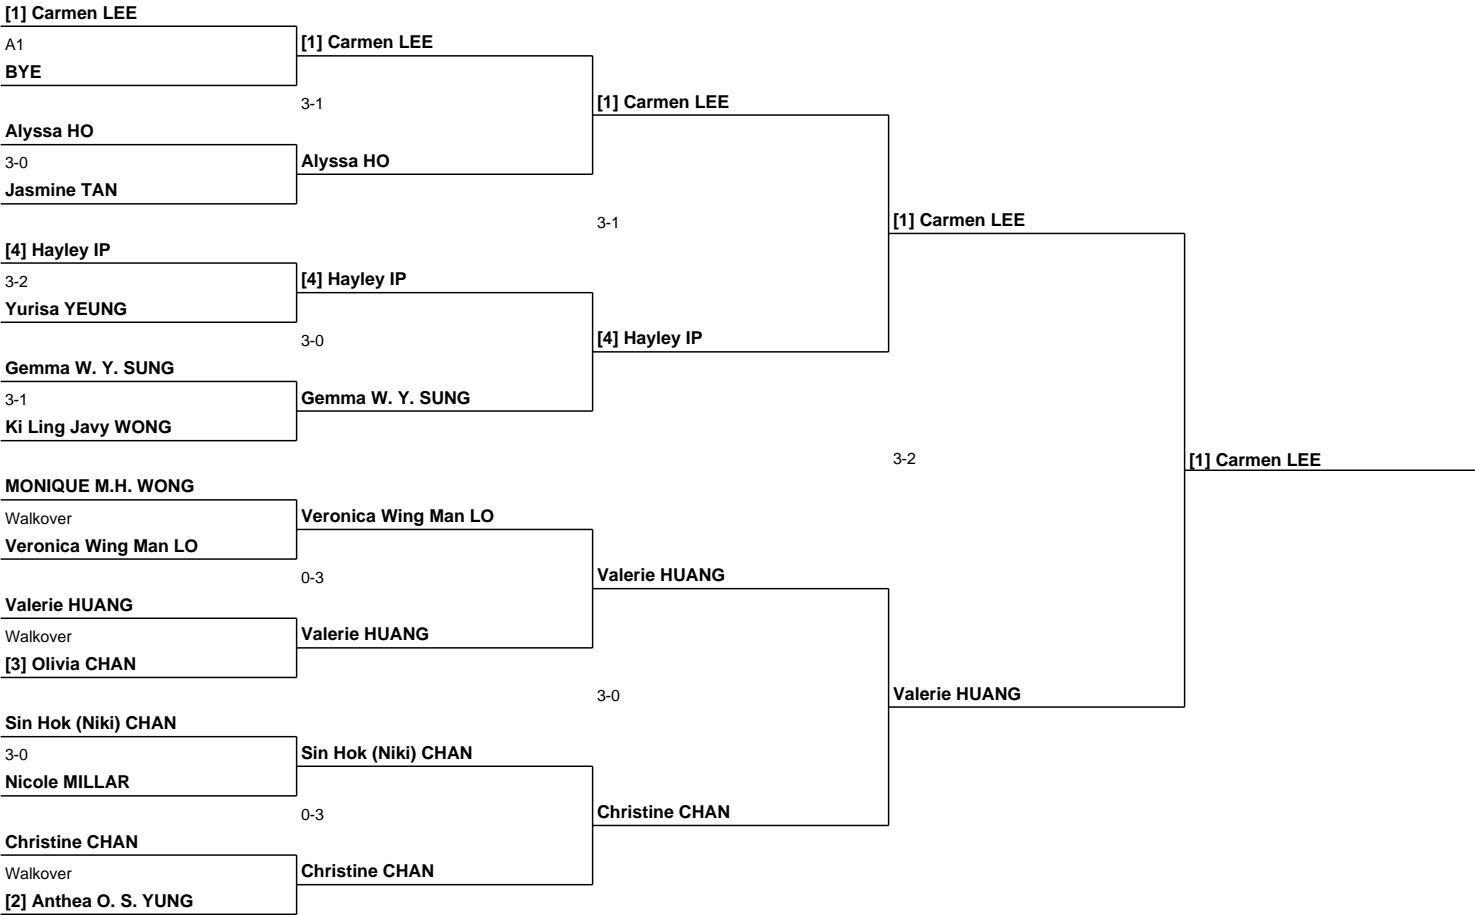 [1] Carmen LEE
A1
BYE
Alyssa HO
3-0
Jasmine TAN
[4] Hayley IP
3-2
Yurisa YEUNG
Gemma W. Y. SUNG
3-1
Ki Ling Javy WONG
MONIQUE M.H. WONG
Walkover
Veronica Wing Man LO
Valerie HUANG
Walkover
[3] Olivia CHAN
Sin Hok (Niki) CHAN
3-0
Nicole MILLAR
Christine CHAN
Walkover
[2] Anthea O. S. YUNG
[1] Carmen LEE
3-1
Alyssa HO
[4] Hayley IP
3-0
Gemma W. Y. SUNG
Veronica Wing Man LO
0-3
Valerie HUANG
Sin Hok (Niki) CHAN
0-3
Christine CHAN
[1] Carmen LEE
3-1
[4] Hayley IP
Valerie HUANG
3-0
Christine CHAN
[1] Carmen LEE
3-2
Valerie HUANG
[1] Carmen LEE